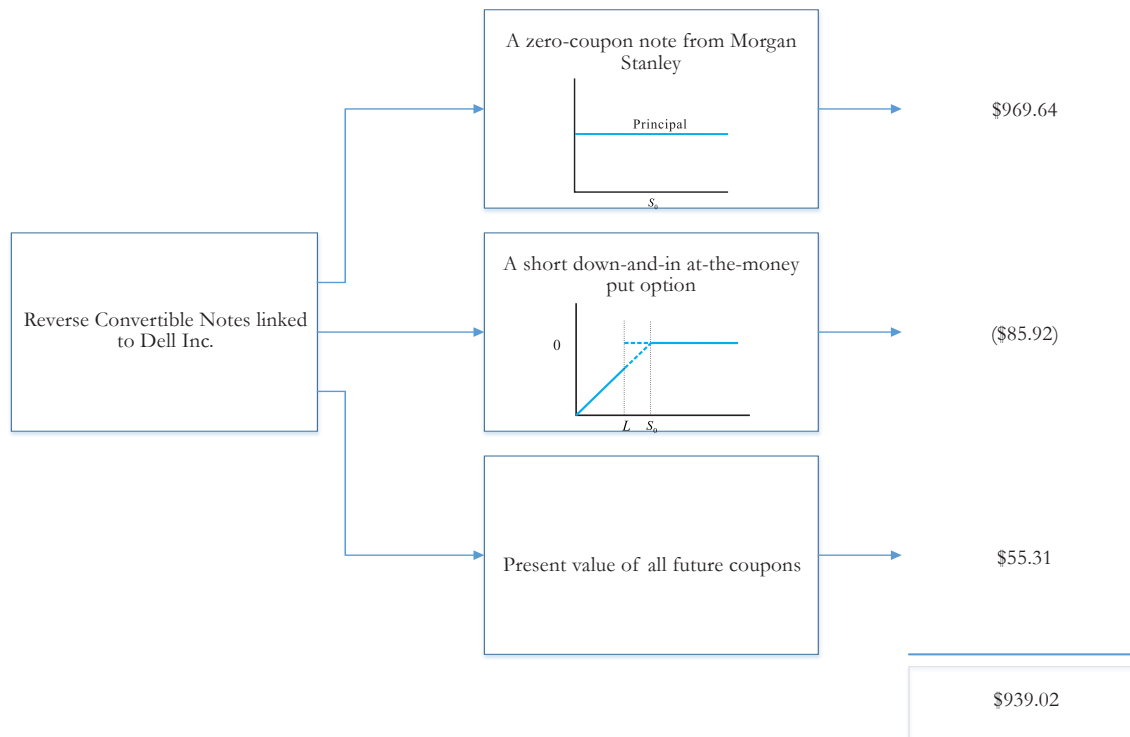 A zero-coupon note from Morgan
Stanley
Principal
S₀
$969.64
Reverse Convertible Notes linked
to Dell Inc.
A short down-and-in at-the-money
put option
0
L S₀
($85.92)
Present value of all future coupons
$55.31
$939.02